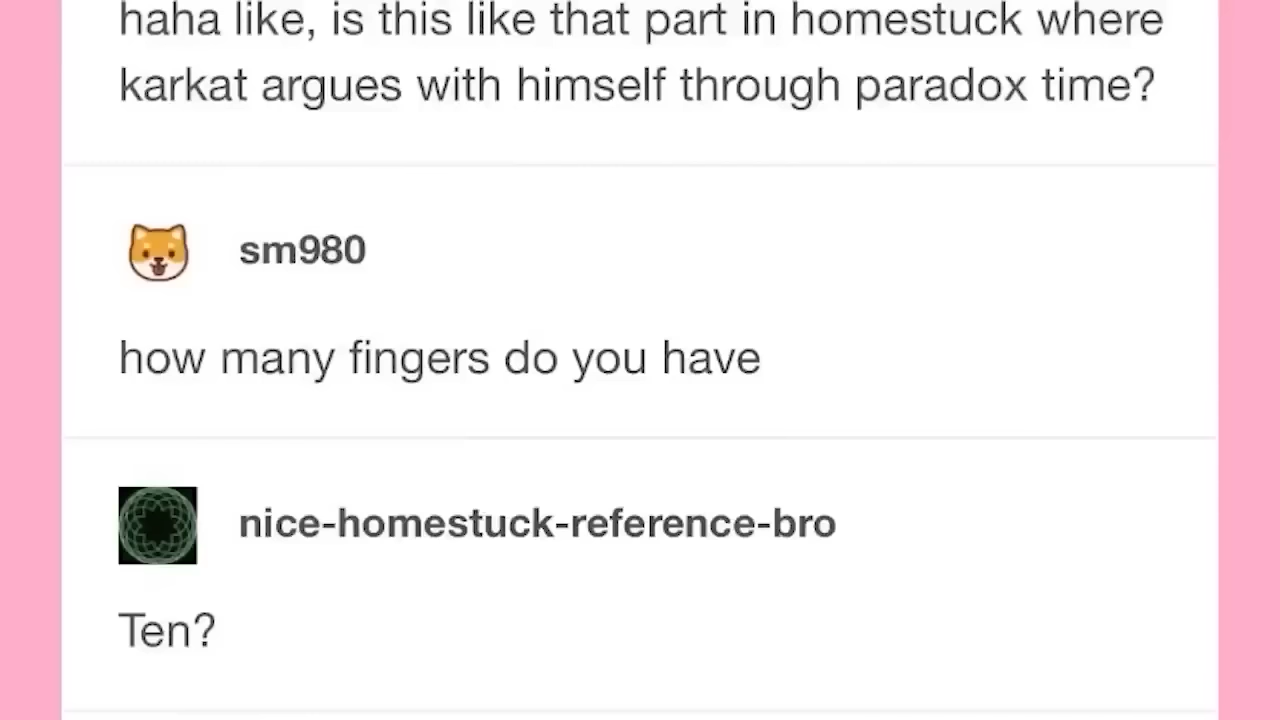 haha like, is this like that part in homestuck where
karkat argues with himself through paradox time?
sm980
how many fingers do you have
nice-homestuck-reference-bro
Ten?